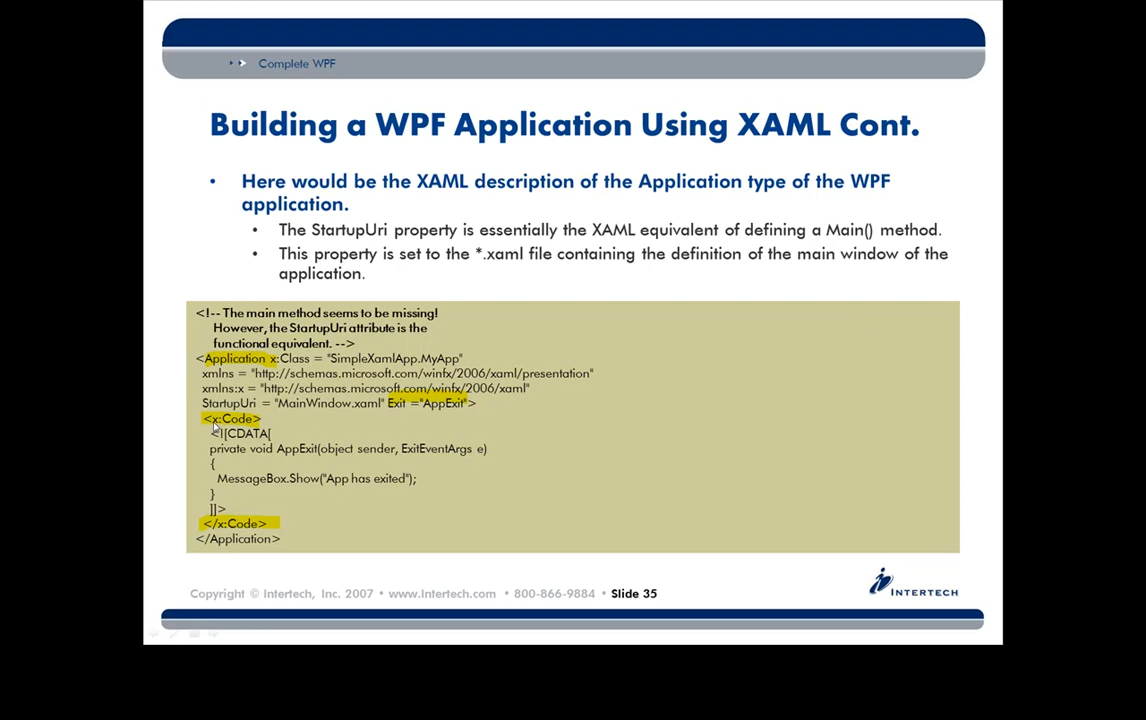 Complete WPF
Building a WPF Application Using XAML Cont.
• Here would be the XAML description of the Application type of the WPF
application.
• The StartupUri property is essentially the XAML equivalent of defining a Main() method.
• This property is set to the *.xaml file containing the definition of the main window of the
application.
<!-- The main method seems to be missing!
However, the StartupUri attribute is the
functional equivalent. -->
<Application x:Class = "SimpleXamlApp.MyApp"
xmlns = "http://schemas.microsoft.com/winfx/2006/xaml/presentation"
xmlns:x = "http://schemas.microsoft.com/winfx/2006/xaml"
StartupUri = "MainWindow.xaml" Exit ="AppExit">
<x:Code>
<![CDATA[
private void AppExit(object sender, ExitEventArgs e)
{
MessageBox.Show("App has exited");
}
]]>
</x:Code>
</Application>
Copyright © Intertech, Inc. 2007 • www.Intertech.com • 800-866-9884 • Slide 35
INTERTECH